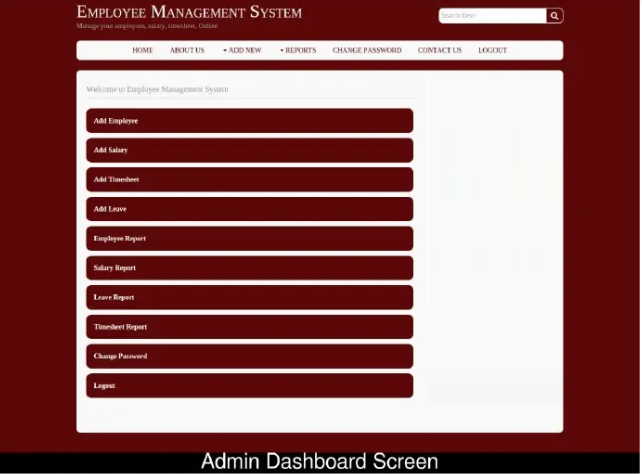 EMPLOYEE MANAGEMENT SYSTEM
Manage your employees, salary, timesheet, Online
Search Here
HOME ABOUT US ADD NEW REPORTS CHANGE PASSWORD CONTACT US LOGOUT
Welcome to Employee Management System
Add Employee
Add Salary
Add Timesheet
Add Leave
Employee Report
Salary Report
Leave Report
Timesheet Report
Change Password
Logout
Admin Dashboard Screen